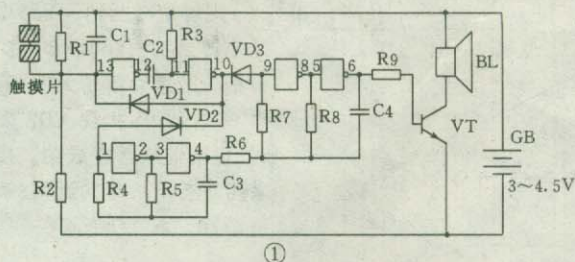 R1 C1 C2 R3
13 12 11 10 VD3 9 8 5 6 R9 BL
触摸片 VD1
VD2 R7 R8 C4 VT
1 2 3 4 R6 GB
R2 R4 R5 C3 3~4.5V
①